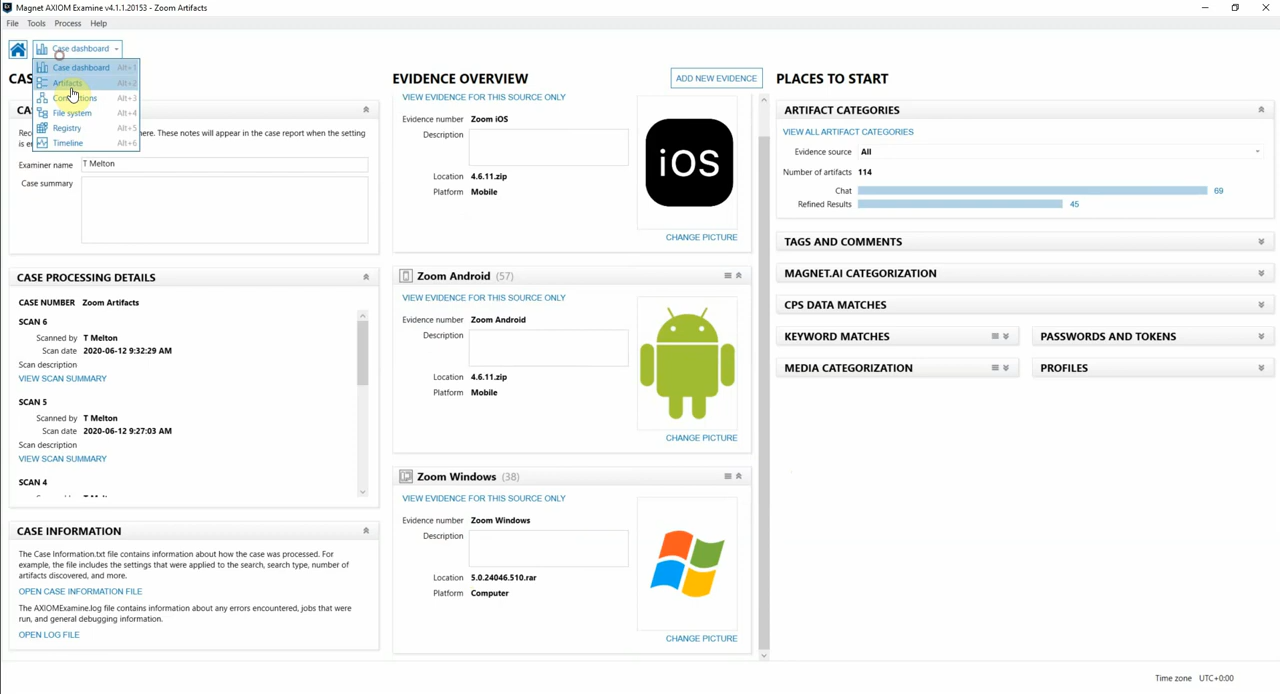 Magnet AXIOM Examine v4.1.1.20153 - Zoom Artifacts
File Tools Process Help
Case dashboard
Case dashboard Alt+1
Artifacts Alt+2
Alt+3
File system Alt+4
Registry Alt+5
Timeline Alt+6
here. These notes will appear in the case report when the setting
Examiner name T Melton
Case summary
CASE PROCESSING DETAILS
CASE NUMBER Zoom Artifacts
SCAN 6
Scanned by T Melton
Scan date 2020-06-12 9:32:29 AM
Scan description
VIEW SCAN SUMMARY
SCAN 5
Scanned by T Melton
Scan date 2020-06-12 9:27:03 AM
Scan description
VIEW SCAN SUMMARY
SCAN 4
CASE INFORMATION
The Case Information.txt file contains information about how the case was processed. For
example, the file includes the settings that were applied to the search, search type, number of
artifacts discovered, and more.
OPEN CASE INFORMATION FILE
The AXIOMExamine.log file contains information about any errors encountered, jobs that were
run, and general debugging information.
OPEN LOG FILE
EVIDENCE OVERVIEW
ADD NEW EVIDENCE
VIEW EVIDENCE FOR THIS SOURCE ONLY
Evidence number Zoom iOS
Description
Location 4.6.11.zip
Platform Mobile
iOS
CHANGE PICTURE
Zoom Android (57)
VIEW EVIDENCE FOR THIS SOURCE ONLY
Evidence number Zoom Android
Description
Location 4.6.11.zip
Platform Mobile
CHANGE PICTURE
Zoom Windows (38)
VIEW EVIDENCE FOR THIS SOURCE ONLY
Evidence number Zoom Windows
Description
Location 5.0.24046.510.rar
Platform Computer
CHANGE PICTURE
PLACES TO START
ARTIFACT CATEGORIES
VIEW ALL ARTIFACT CATEGORIES
Evidence source All
Number of artifacts 114
Chat 69
Refined Results 45
TAGS AND COMMENTS
MAGNET.AI CATEGORIZATION
CPS DATA MATCHES
KEYWORD MATCHES
PASSWORDS AND TOKENS
MEDIA CATEGORIZATION
PROFILES
Time zone UTC+0:00